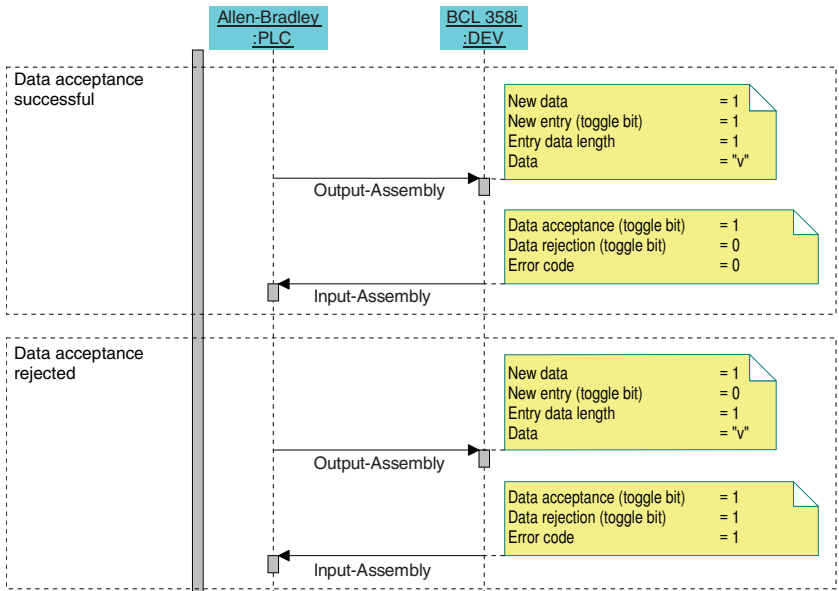 Allen-Bradley
:PLC
BCL 358i
:DEV
Data acceptance
successful
New data = 1
New entry (toggle bit) = 1
Entry data length = 1
Data = "v"
Output-Assembly
Data acceptance (toggle bit) = 1
Data rejection (toggle bit) = 0
Error code = 0
Input-Assembly
Data acceptance
rejected
New data = 1
New entry (toggle bit) = 0
Entry data length = 1
Data = "v"
Output-Assembly
Data acceptance (toggle bit) = 1
Data rejection (toggle bit) = 1
Error code = 1
Input-Assembly